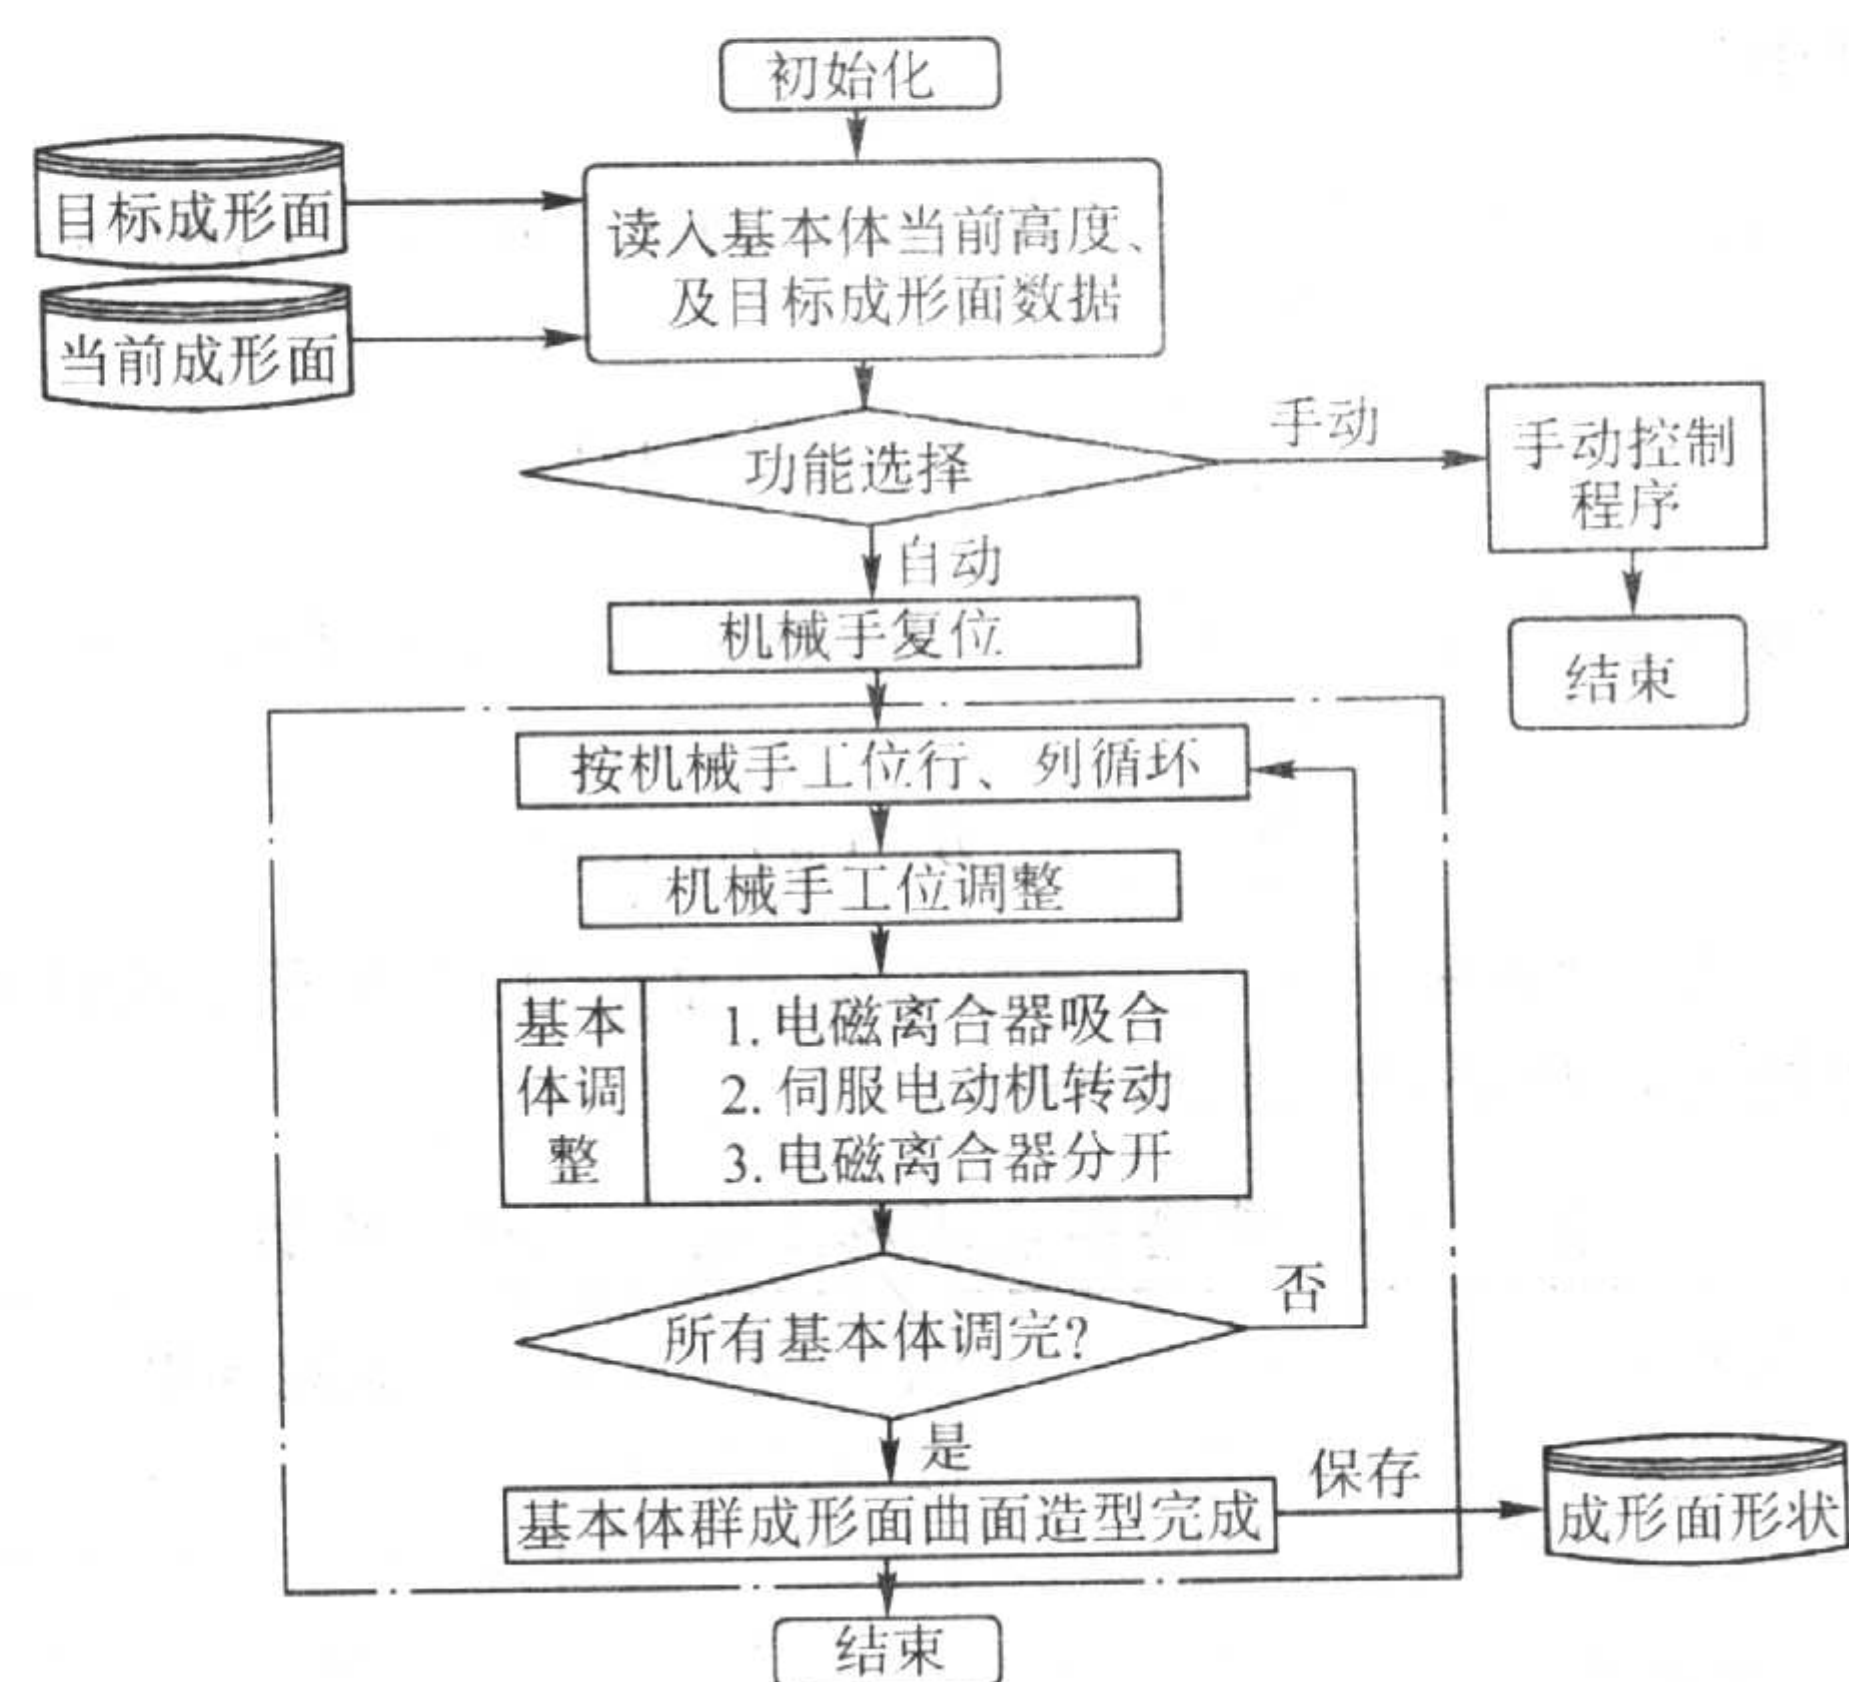 初始化
目标成形面
读入基本体当前高度、
及目标成形面数据
当前成形面
功能选择
手动
手动控制
程序
结束
自动
机械手复位
按机械手工位行、列循环
机械手工位调整
基本
体调
整
1. 电磁离合器吸合
2. 伺服电动机转动
3. 电磁离合器分开
所有基本体调完?
否
是
基本体群成形面曲面造型完成
保存
成形面形状
结束